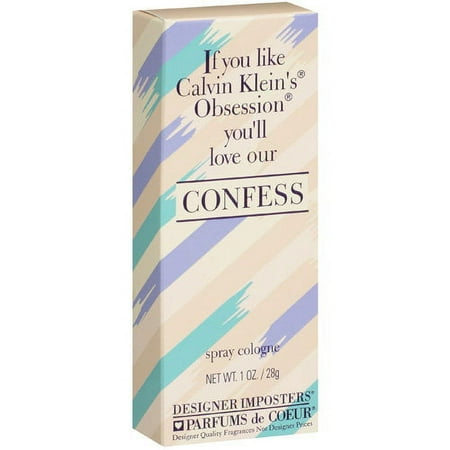 If you like
Calvin Klein's®
Obsession®
you'll
love our
CONFESS
spray cologne
NET WT. 1 OZ./28g
DESIGNER IMPOSTERS®
PARFUMS de COEUR®
Designer Quality Fragrances Not Designer Prices